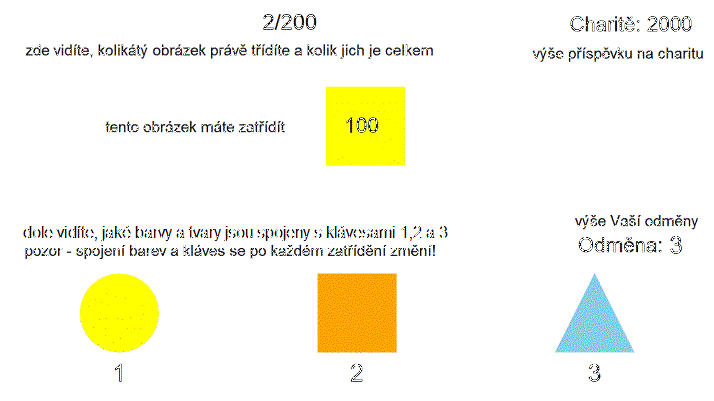 2/200
Charitě: 2000
zde vidíte, kolikátý obrázek právě třídíte a kolik jich je celkem
výše příspěvku na charitu
tento obrázek máte zatřídít
100
dole vidíte, jaké barvy a tvary jsou spojeny s klávesami 1,2 a 3
pozor - spojení barev a kláves se po každém zatřídění změní!
výše Vaší odměny
Odměna: 3
1
2
3